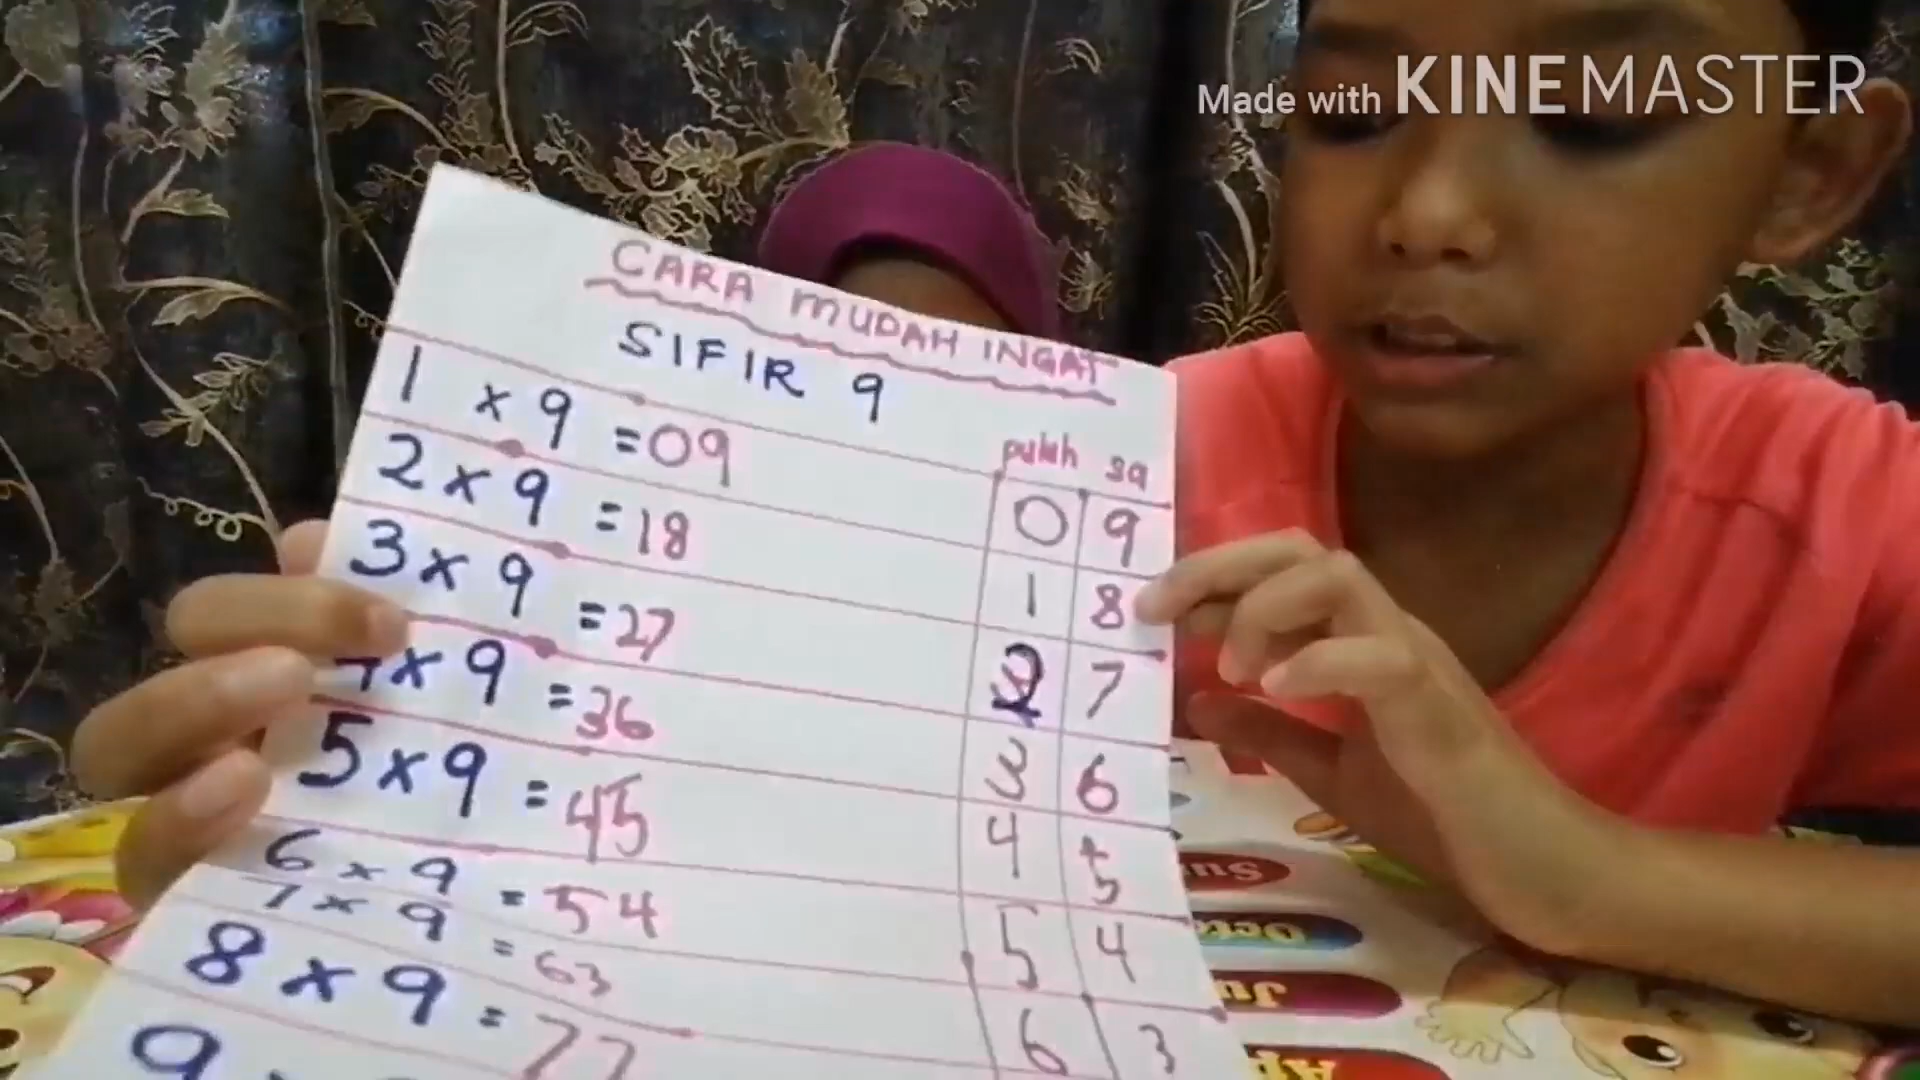 Made with KINEMASTER
CARA MUDAH INGAT
SIFIR 9
puluh sa
1 x 9 = 09 0 9
2 x 9 = 18 1 8
3 x 9 = 27 2 7
4 x 9 = 36 3 6
5 x 9 = 45 4 5
6 x 9 = 54 5 4
7 x 9 = 63 6 3
8 x 9 = 77
9